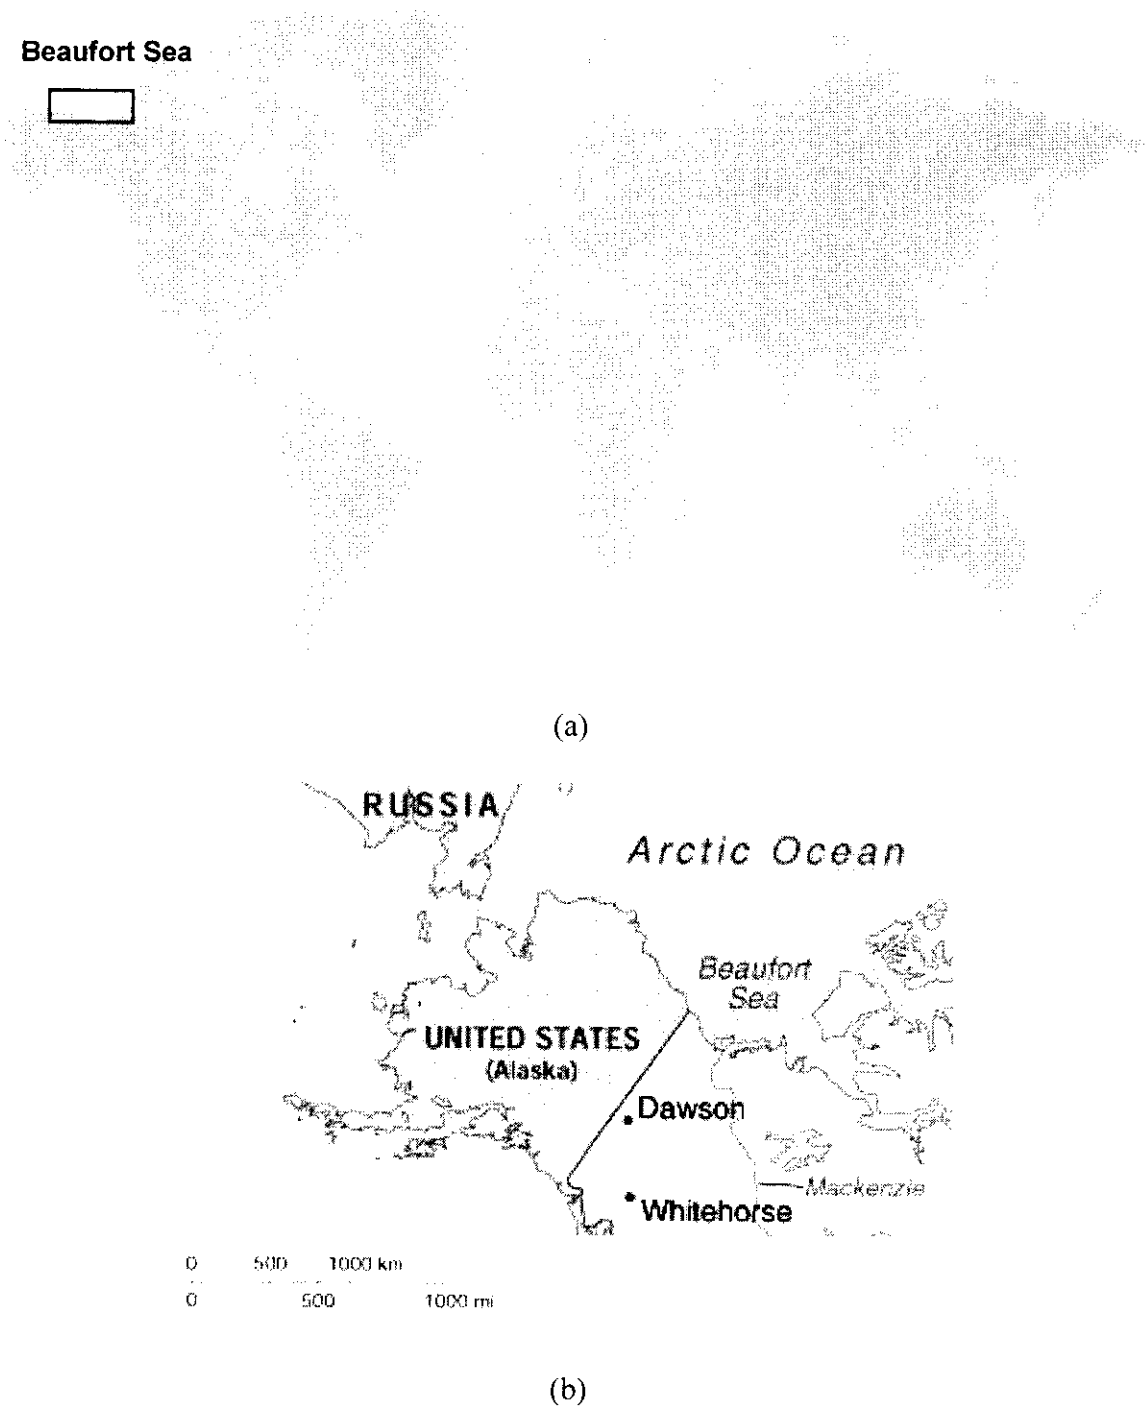 Beaufort Sea
(a)
RUSSIA
Arctic Ocean
Beaufort
Sea
UNITED STATES
(Alaska)
Dawson
Mackenzie
Whitehorse
0 500 1000 km
0 500 1000 mi
(b)